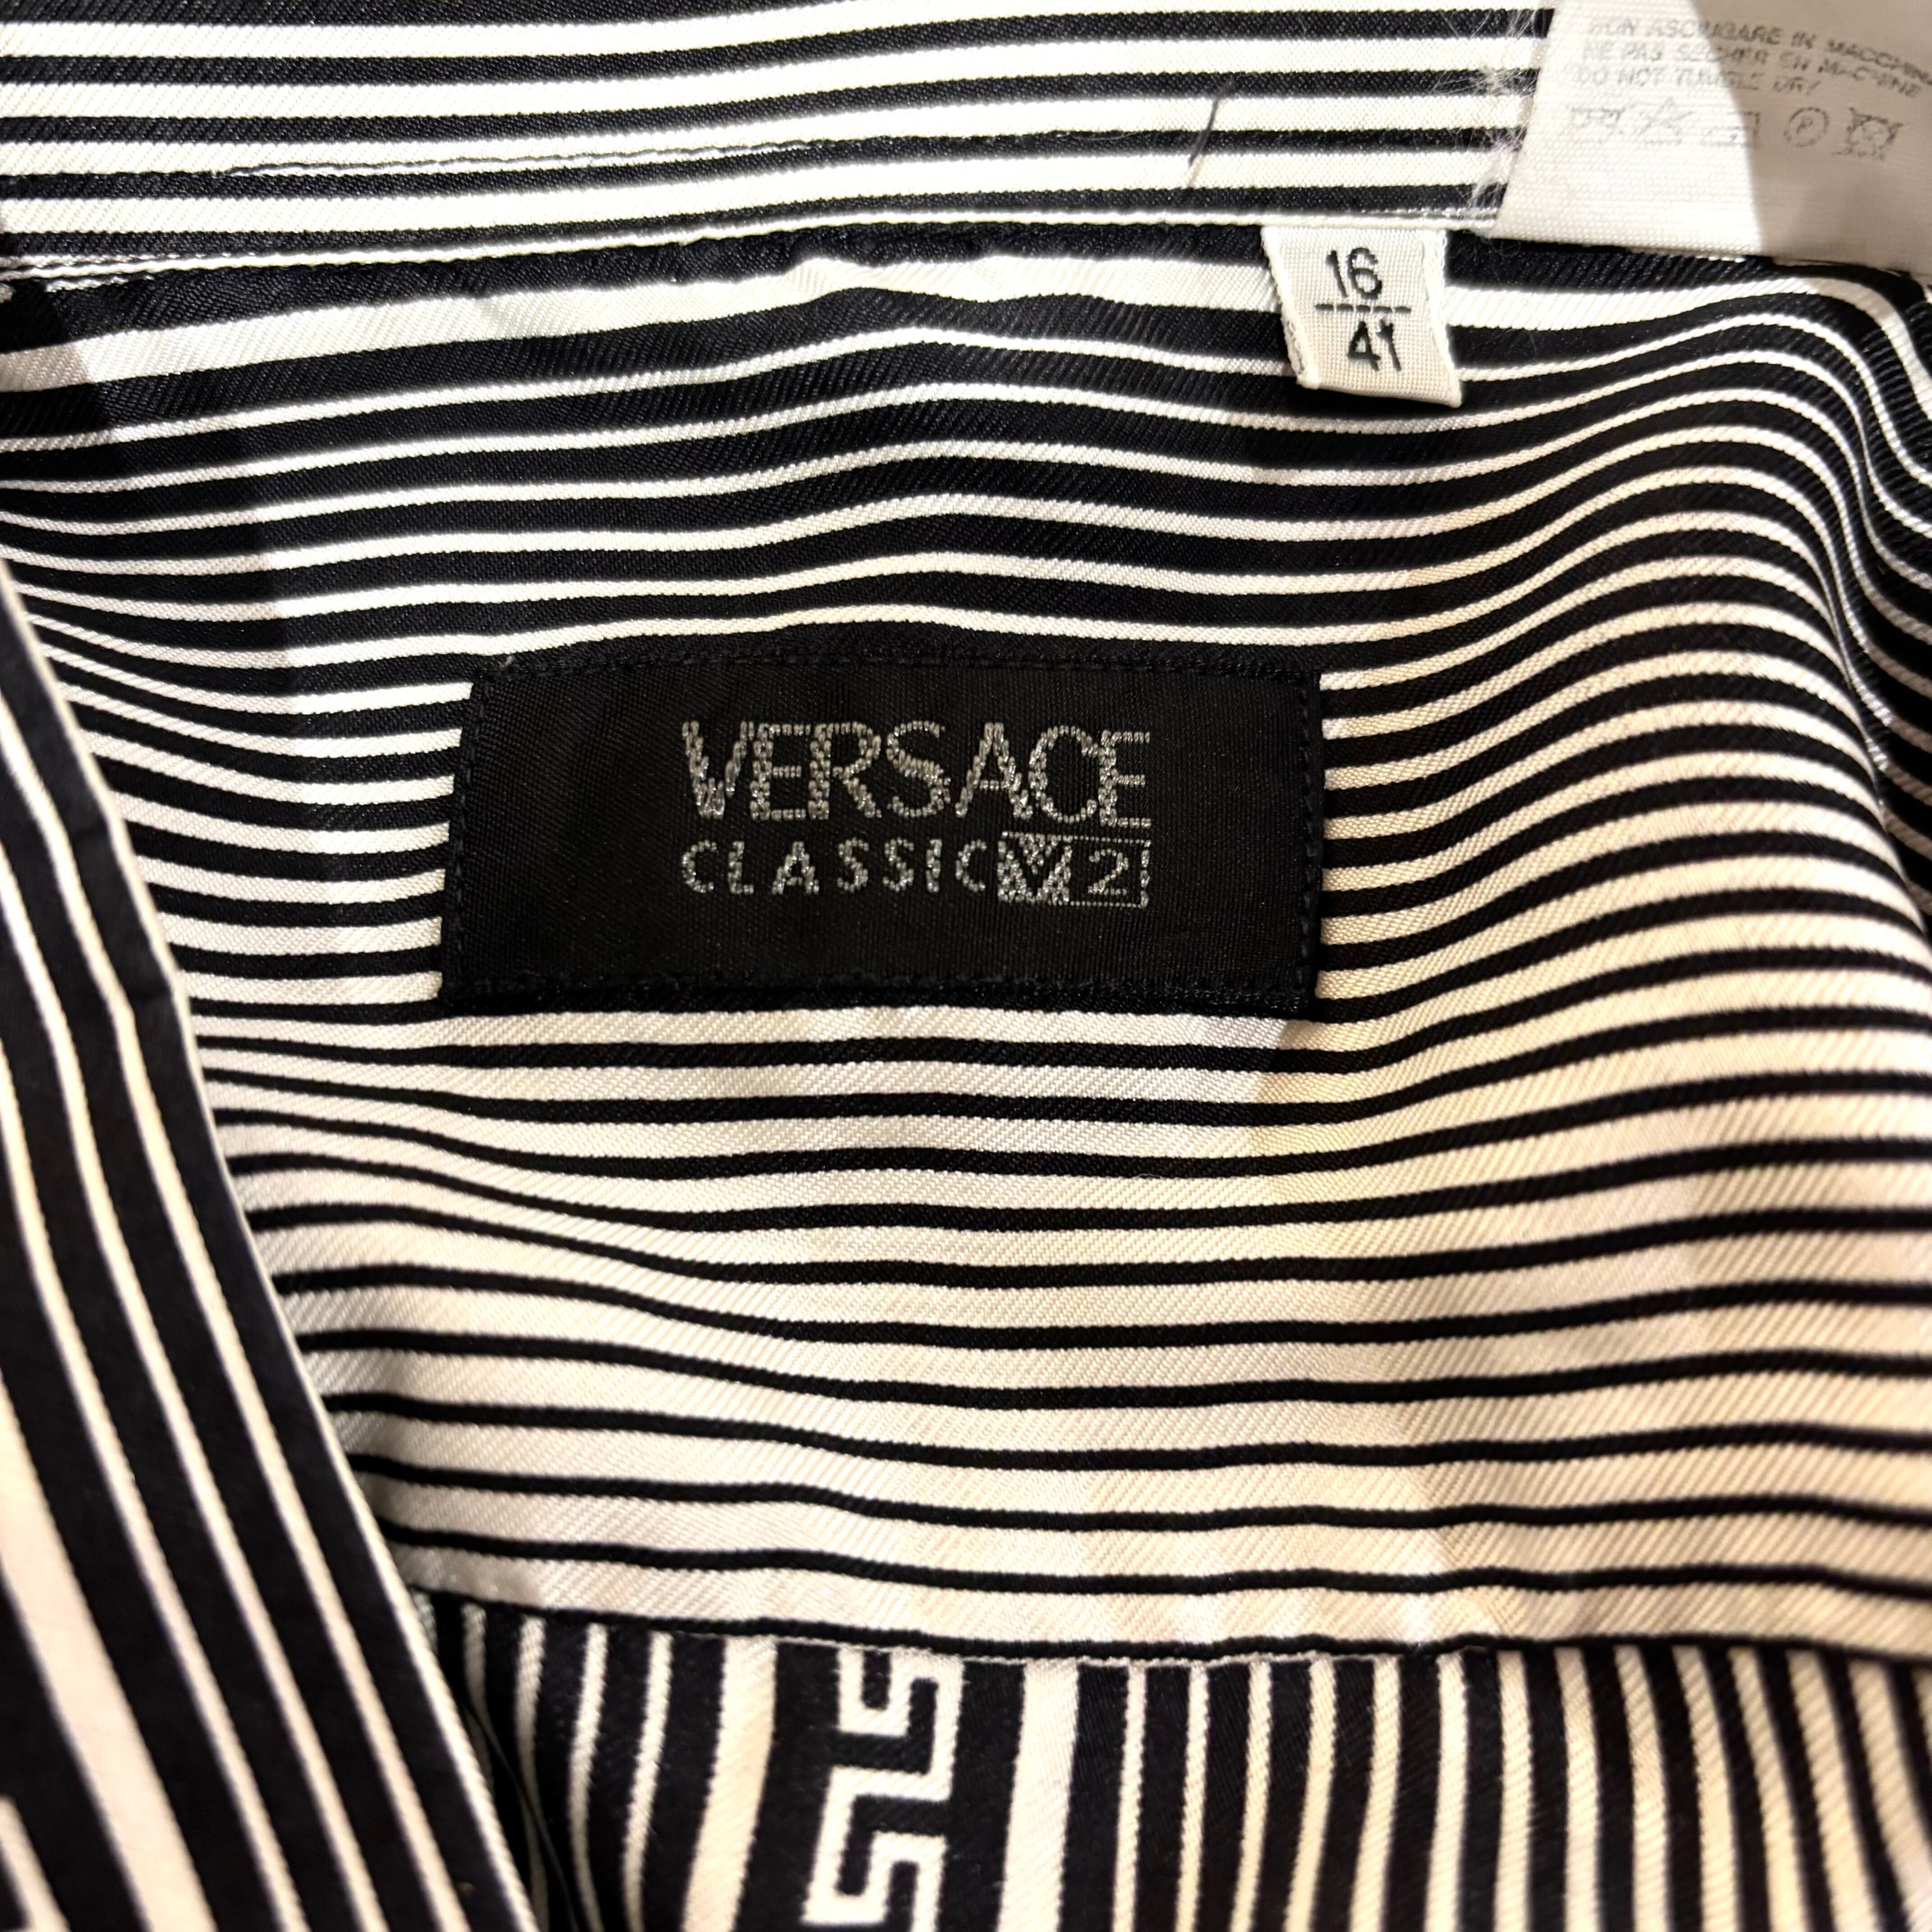 NON ASCIUGARE IN MACCHINA
NE PAS SECHER EN MACHINE
DO NOT TUMBLE DRY
16
41
VERSACE
CLASSIC V2